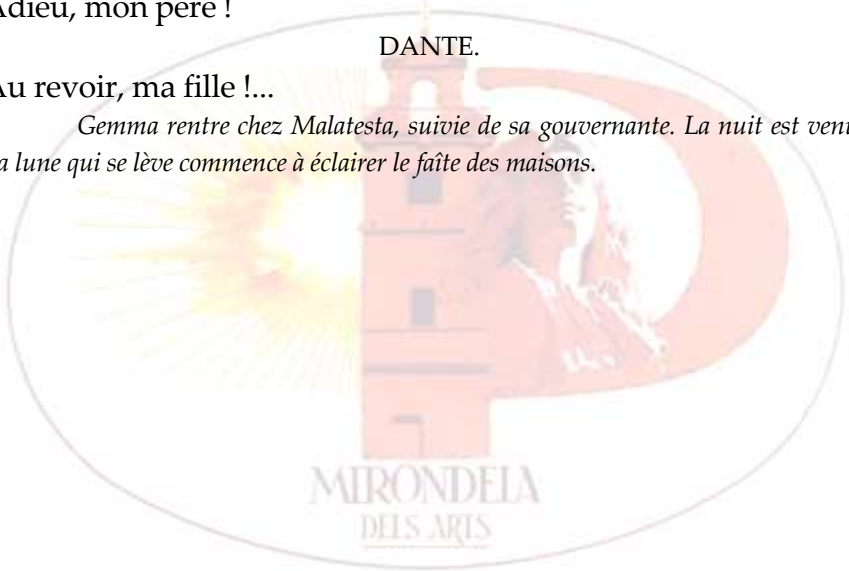 Adieu, mon père !
DANTE.
Au revoir, ma fille !...
Gemma rentre chez Malatesta, suivie de sa gouvernante. La nuit est
la lune qui se lève commence à éclairer le faîte des maisons.
MIRONDELA
DELS ARTS